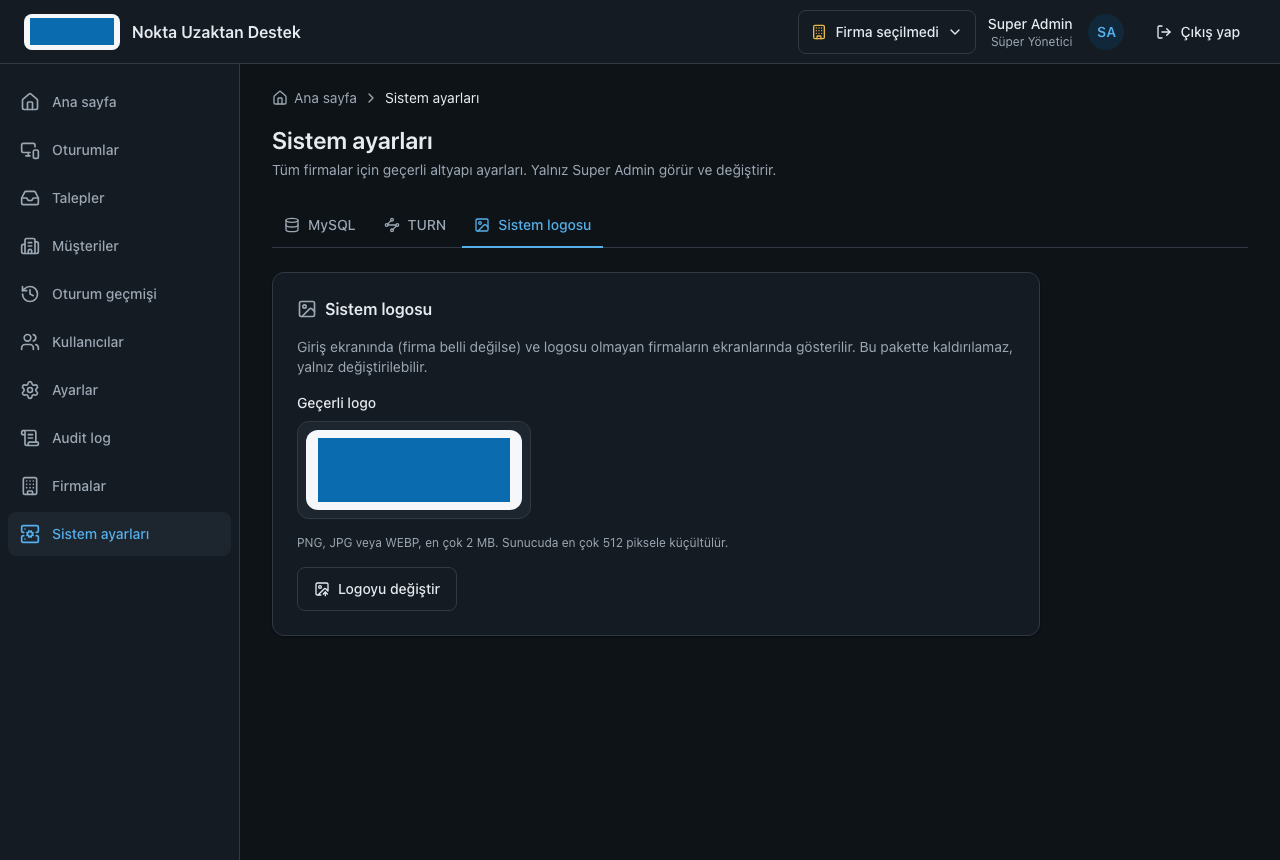 Nokta Uzaktan Destek
Firma seçilmedi
Super Admin
Süper Yönetici
SA
Çıkış yap
Ana sayfa
Oturumlar
Talepler
Müşteriler
Oturum geçmişi
Kullanıcılar
Ayarlar
Audit log
Firmalar
Sistem ayarları
Ana sayfa
Sistem ayarları
Sistem ayarları
Tüm firmalar için geçerli altyapı ayarları. Yalnız Super Admin görür ve değiştirir.
MySQL
TURN
Sistem logosu
Sistem logosu
Giriş ekranında (firma belli değilse) ve logosu olmayan firmaların ekranlarında gösterilir. Bu pakette kaldırılamaz,
yalnız değiştirilebilir.
Geçerli logo
PNG, JPG veya WEBP, en çok 2 MB. Sunucuda en çok 512 piksele küçültülür.
Logoyu değiştir